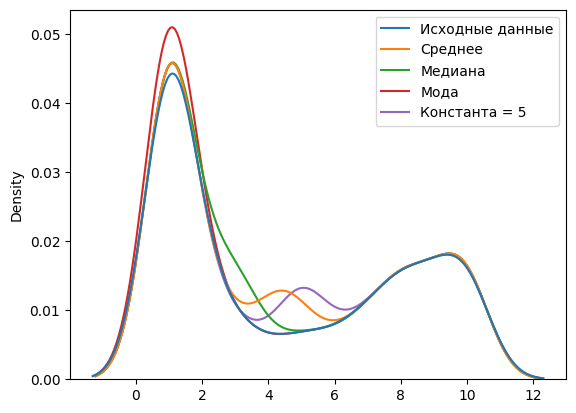 0.05
0.04
0.03
0.02
0.01
0.00
Density
0 2 4 6 8 10 12
Исходные данные
Среднее
Медиана
Мода
Константа = 5